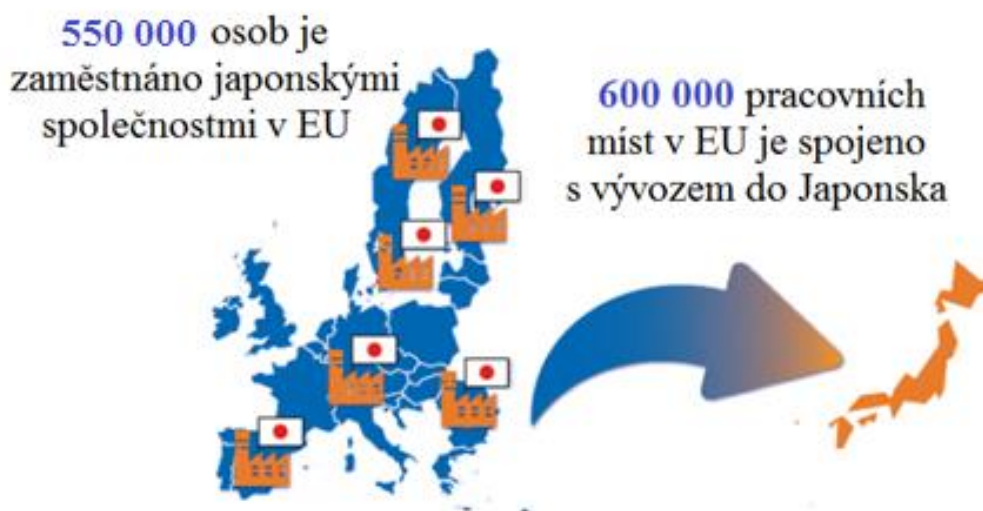 550 000 osob je
zaměstnáno japonskými
společnostmi v EU
600 000 pracovních
míst v EU je spojeno
s vývozem do Japonska